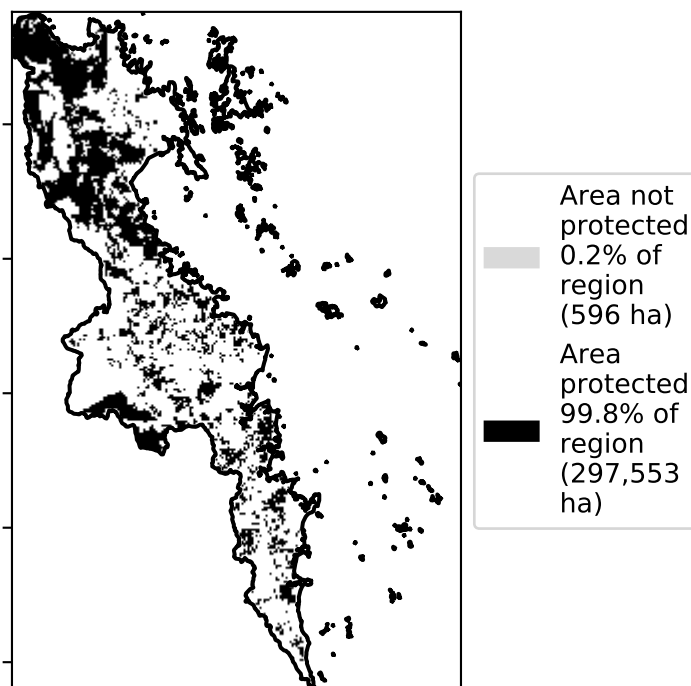 Area not
protected
0.2% of
region
(596 ha)
Area
protected
99.8% of
region
(297,553
ha)